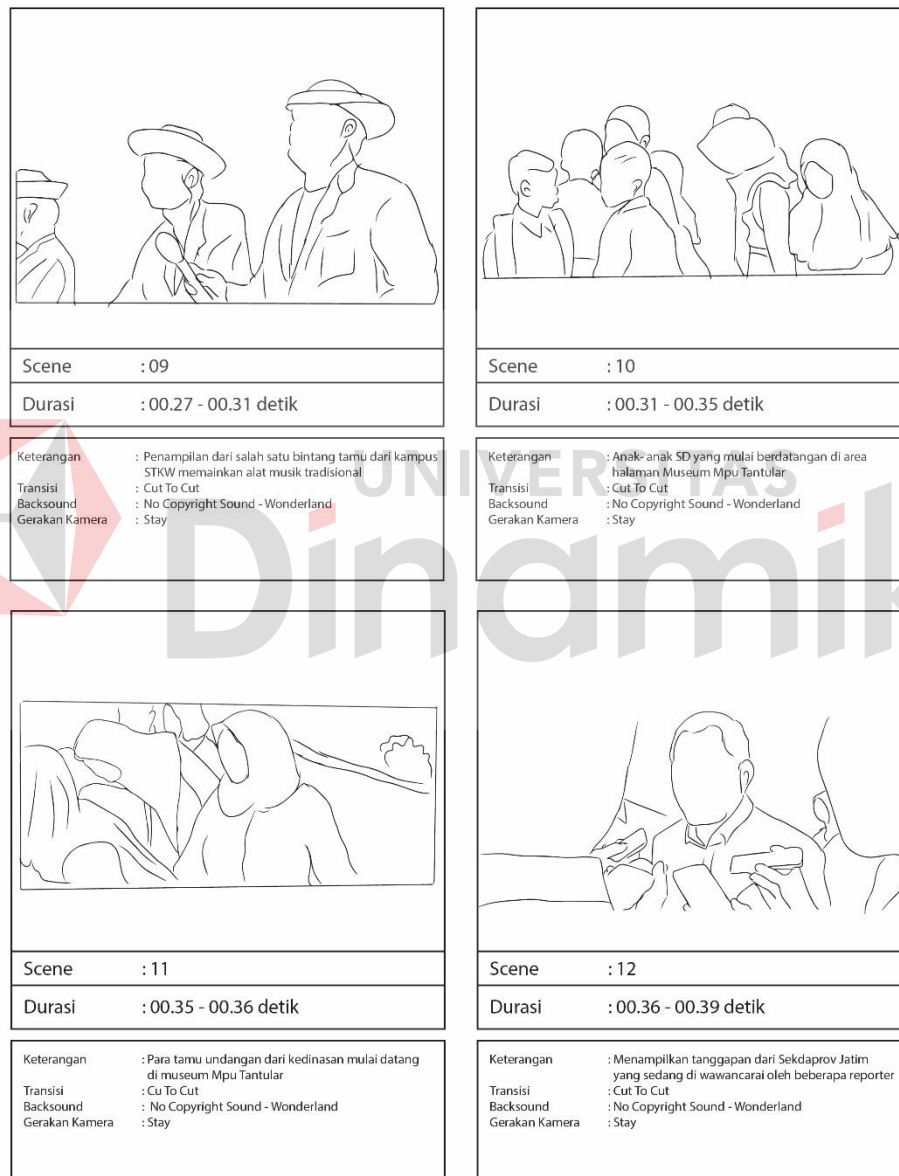 Scene : 09
Durasi : 00.27 - 00.31 detik
Keterangan : Penampilan dari salah satu bintang tamu dari kampus
STKW memainkan alat musik tradisional
Transisi : Cut To Cut
Backsound : No Copyright Sound - Wonderland
Gerakan Kamera : Stay
Scene : 10
Durasi : 00.31 - 00.35 detik
Keterangan : Anak- anak SD yang mulai berdatangan di area
halaman Museum Mpu Tantular
Transisi : Cut To Cut
Backsound : No Copyright Sound - Wonderland
Gerakan Kamera : Stay
UNIVERSITAS
Dinamik
Scene : 11
Durasi : 00.35 - 00.36 detik
Keterangan : Para tamu undangan dari kedinasan mulai datang
di museum Mpu Tantular
Transisi : Cu To Cut
Backsound : No Copyright Sound - Wonderland
Gerakan Kamera : Stay
Scene : 12
Durasi : 00.36 - 00.39 detik
Keterangan : Menampilkan tanggapan dari Sekdaprov Jatim
yang sedang di wawancarai oleh beberapa reporter
Transisi : Cut To Cut
Backsound : No Copyright Sound - Wonderland
Gerakan Kamera : Stay